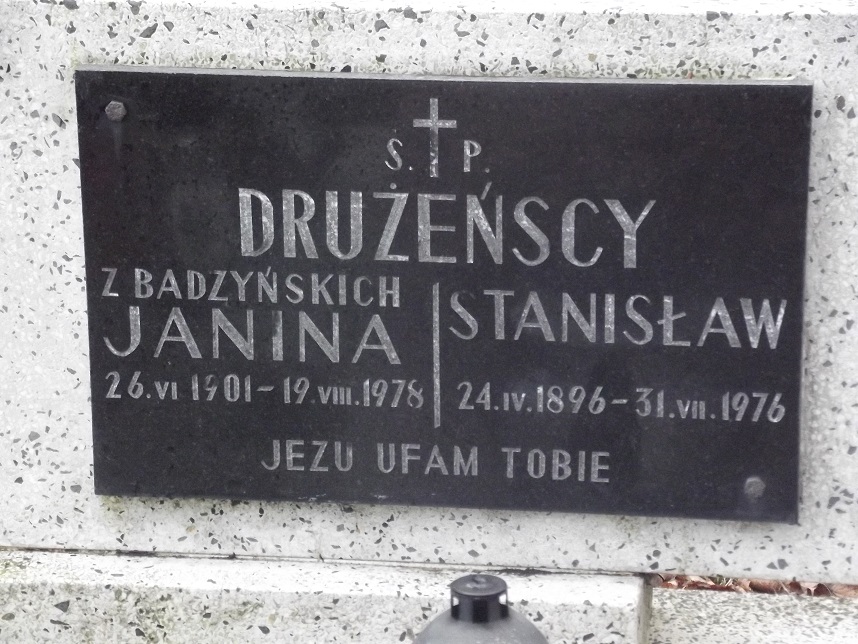 Ś. P.
DRUŻEŃSCY
Z BADZYŃSKICH
JANINA
26.VI 1901-19.VIII.1978
STANISŁAW
24.IV.1896-31.VII.1976
JEZU UFAM TOBIE